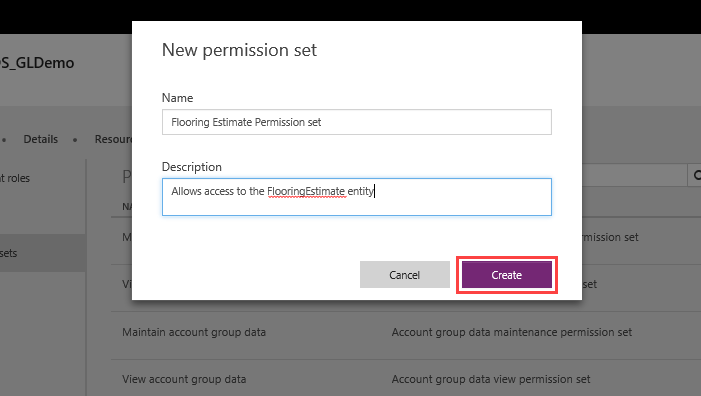 New permission set
S_GLDemo
Name
Flooring Estimate Permission set
Details
Resour
Description
Allows access to the FlooringEstimate entity
t roles
P
NA
M
mission set
sets
Cancel
Create
Vi
set
Maintain account group data
Account group data maintenance permission set
View account group data
Account group data view permission set